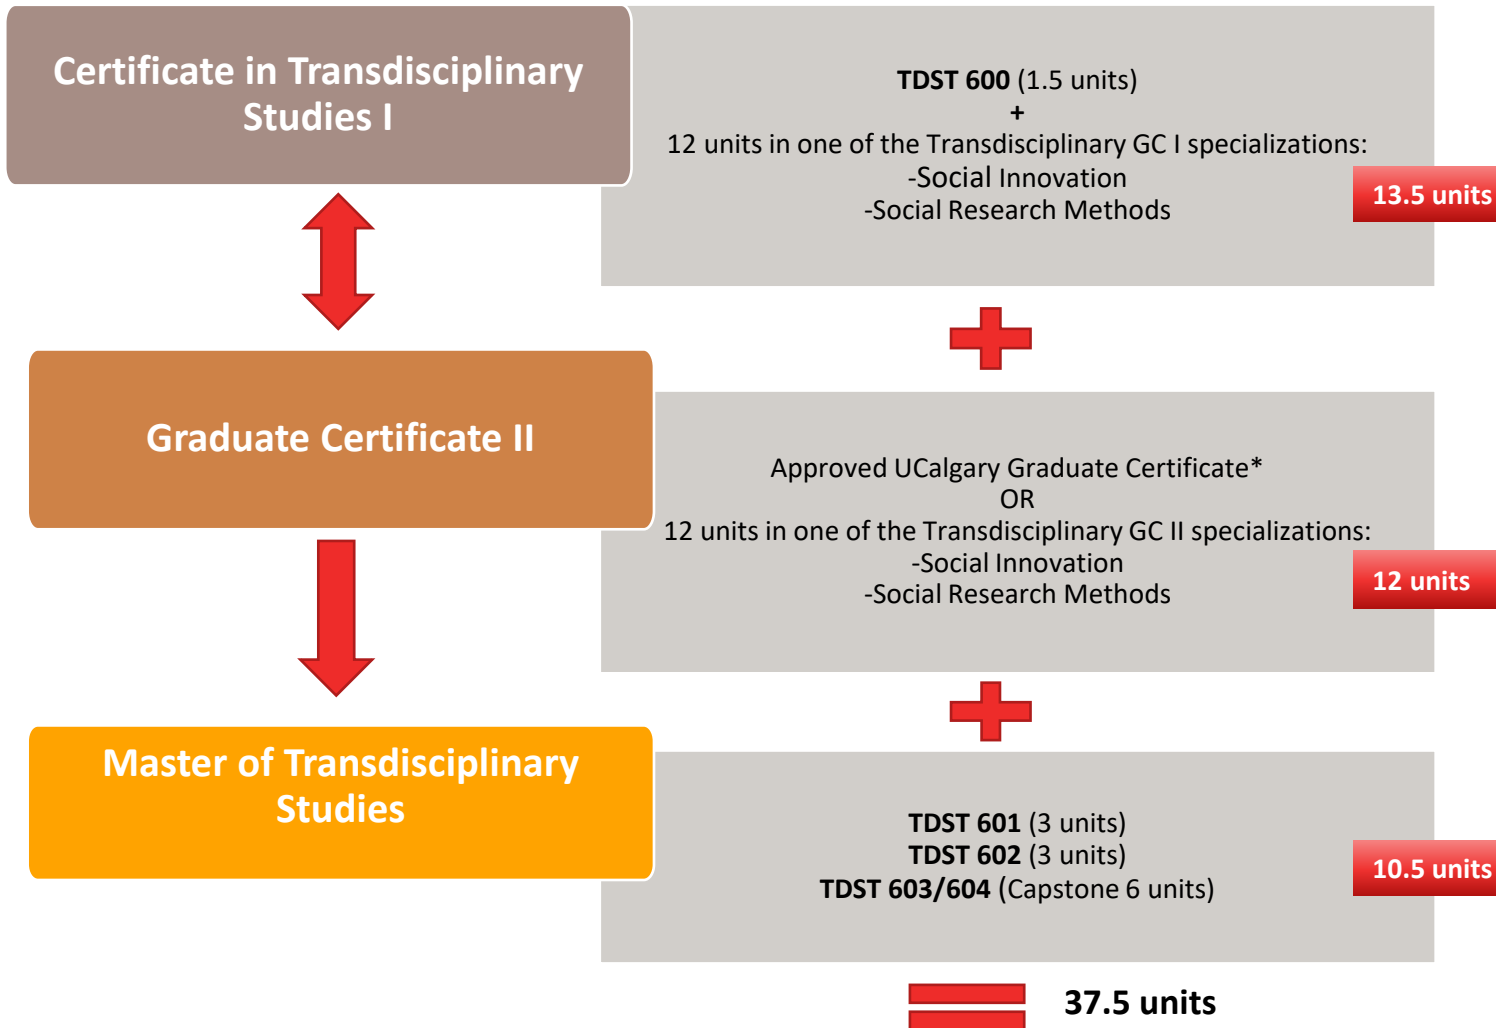 Certificate in Transdisciplinary
Studies I
TDST 600 (1.5 units)
+
12 units in one of the Transdisciplinary GC I specializations:
-Social Innovation
-Social Research Methods
13.5 units
Graduate Certificate II
Approved UCalgary Graduate Certificate*
OR
12 units in one of the Transdisciplinary GC II specializations:
-Social Innovation
-Social Research Methods
12 units
Master of Transdisciplinary
Studies
TDST 601 (3 units)
TDST 602 (3 units)
TDST 603/604 (Capstone 6 units)
10.5 units
37.5 units